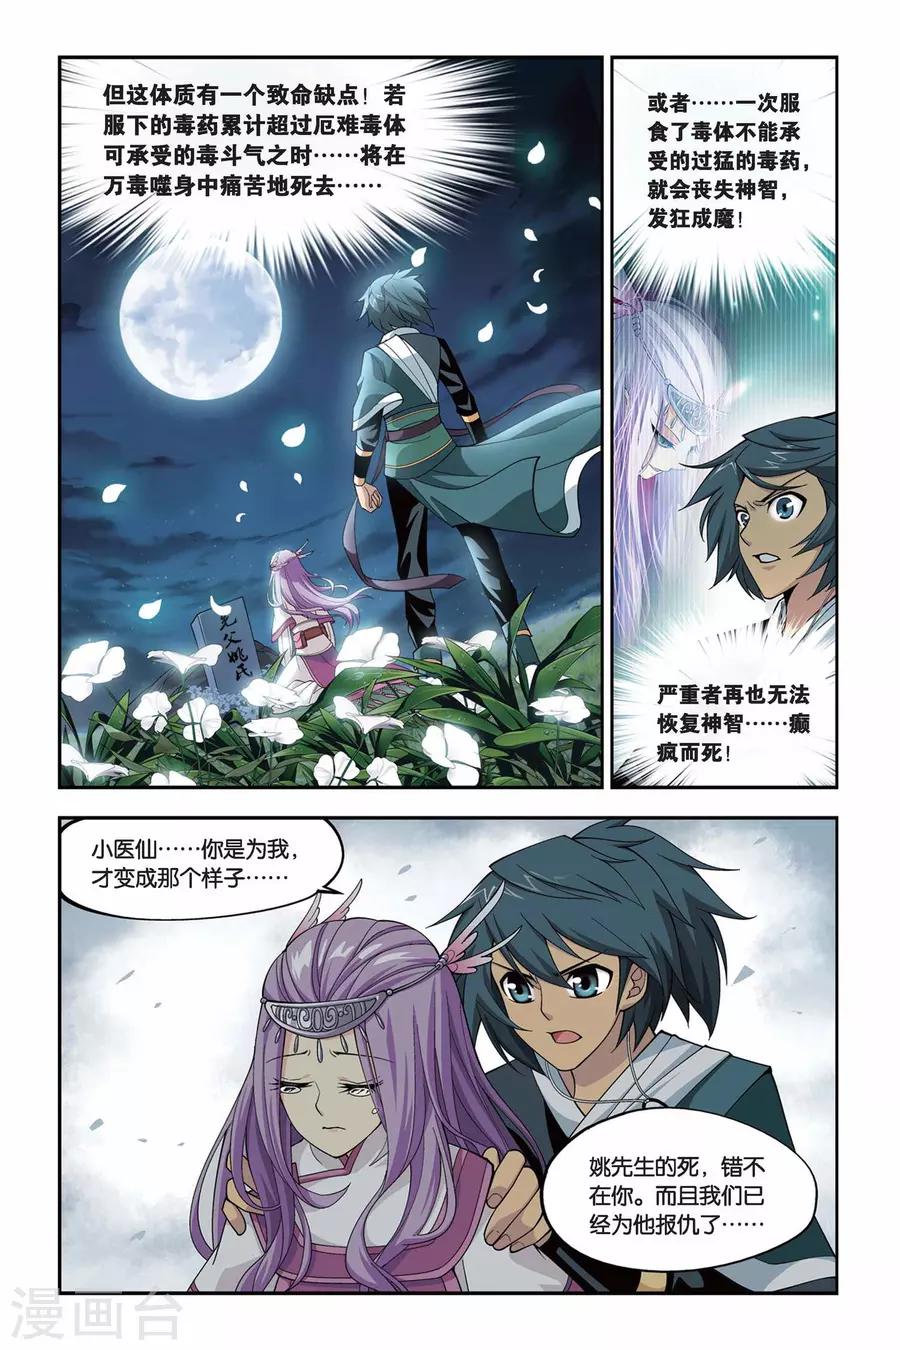 但这体质有一个致命缺点！若
服下的毒药累计超过厄难毒体
可承受的毒斗气之时……将在
万毒噬身中痛苦地死去……
或者……一次服
食了毒体不能承
受的过猛的毒药，
就会丧失神智，
发狂成魔！
先父姚氏
严重者再也无法
恢复神智……癫
疯而死！
小医仙……你是为我，
才变成那个样子……
姚先生的死，错不
在你。而且我们已
经为他报仇了……
漫画台